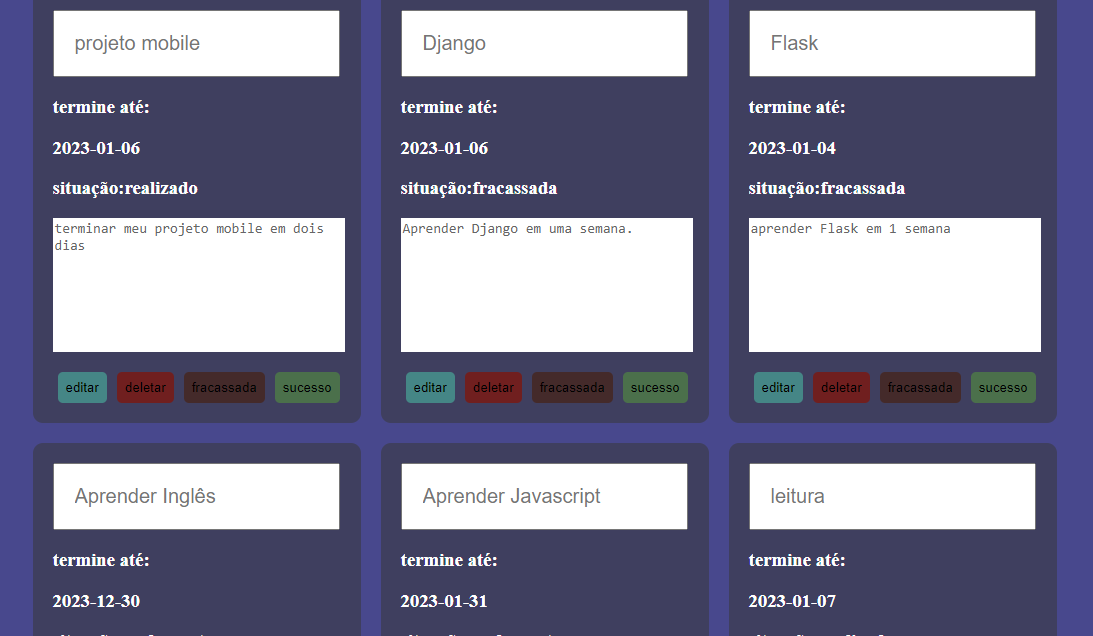 projeto mobile
termine até:
2023-01-06
situação:realizado
terminar meu projeto mobile em dois
dias
editar deletar fracassada sucesso
Django
termine até:
2023-01-06
situação:fracassada
Aprender Django em uma semana.
editar deletar fracassada sucesso
Flask
termine até:
2023-01-04
situação:fracassada
aprender Flask em 1 semana
editar deletar fracassada sucesso
Aprender Inglês
termine até:
2023-12-30
Aprender Javascript
termine até:
2023-01-31
leitura
termine até:
2023-01-07